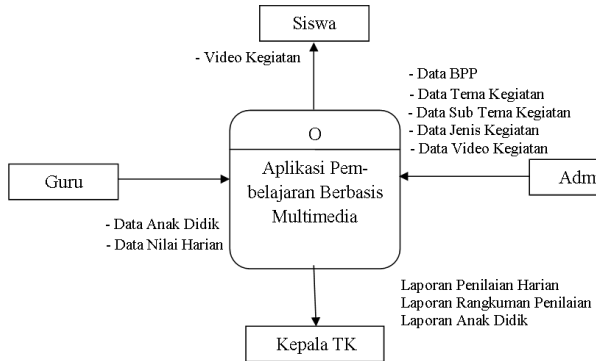 Siswa
- Video Kegiatan
- Data BPP
- Data Tema Kegiatan
- Data Sub Tema Kegiatan
- Data Jenis Kegiatan
- Data Video Kegiatan
O
Aplikasi Pem-
belajaran Berbasis
Multimedia
Guru
Adm
- Data Anak Didik
- Data Nilai Harian
Laporan Penilaian Harian
Laporan Rangkuman Penilaian
Laporan Anak Didik
Kepala TK